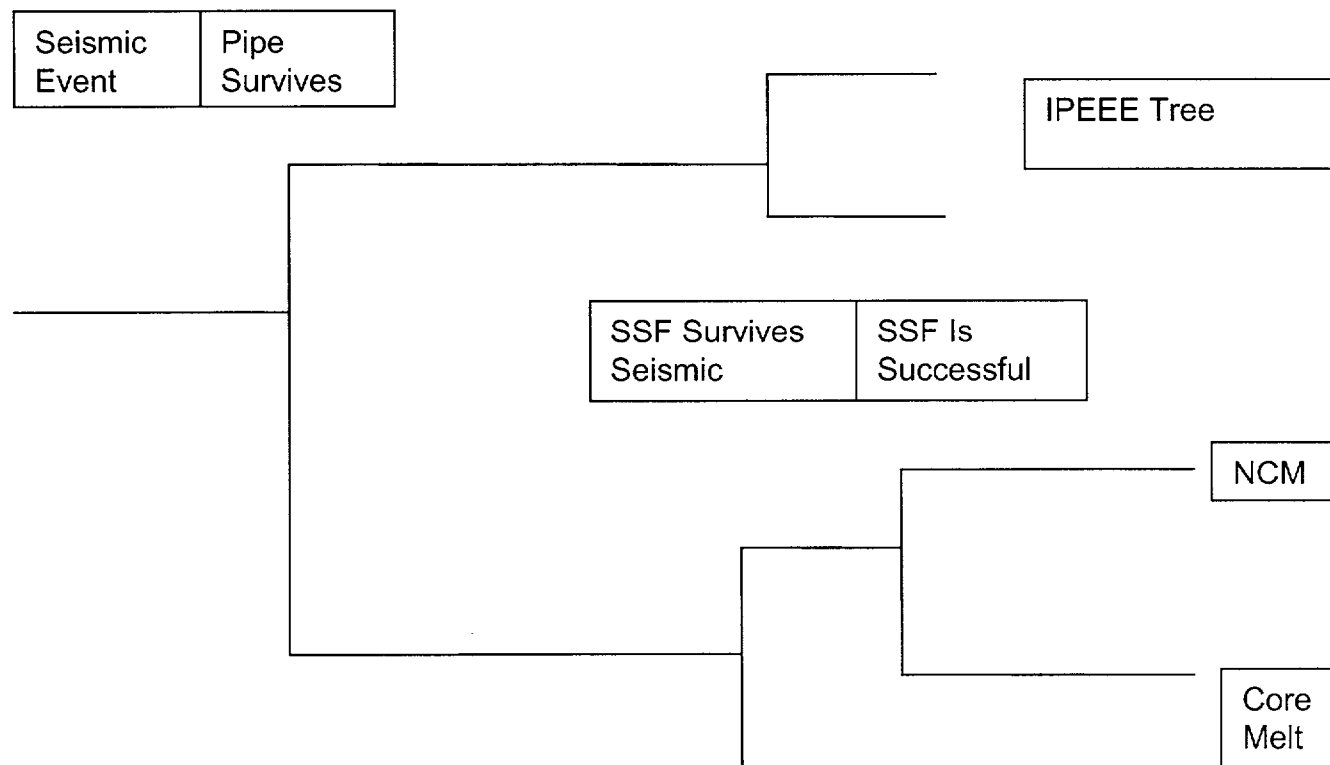 Seismic
Event
Pipe
Survives
IPEEE Tree
SSF Survives
Seismic
SSF Is
Successful
NCM
Core
Melt